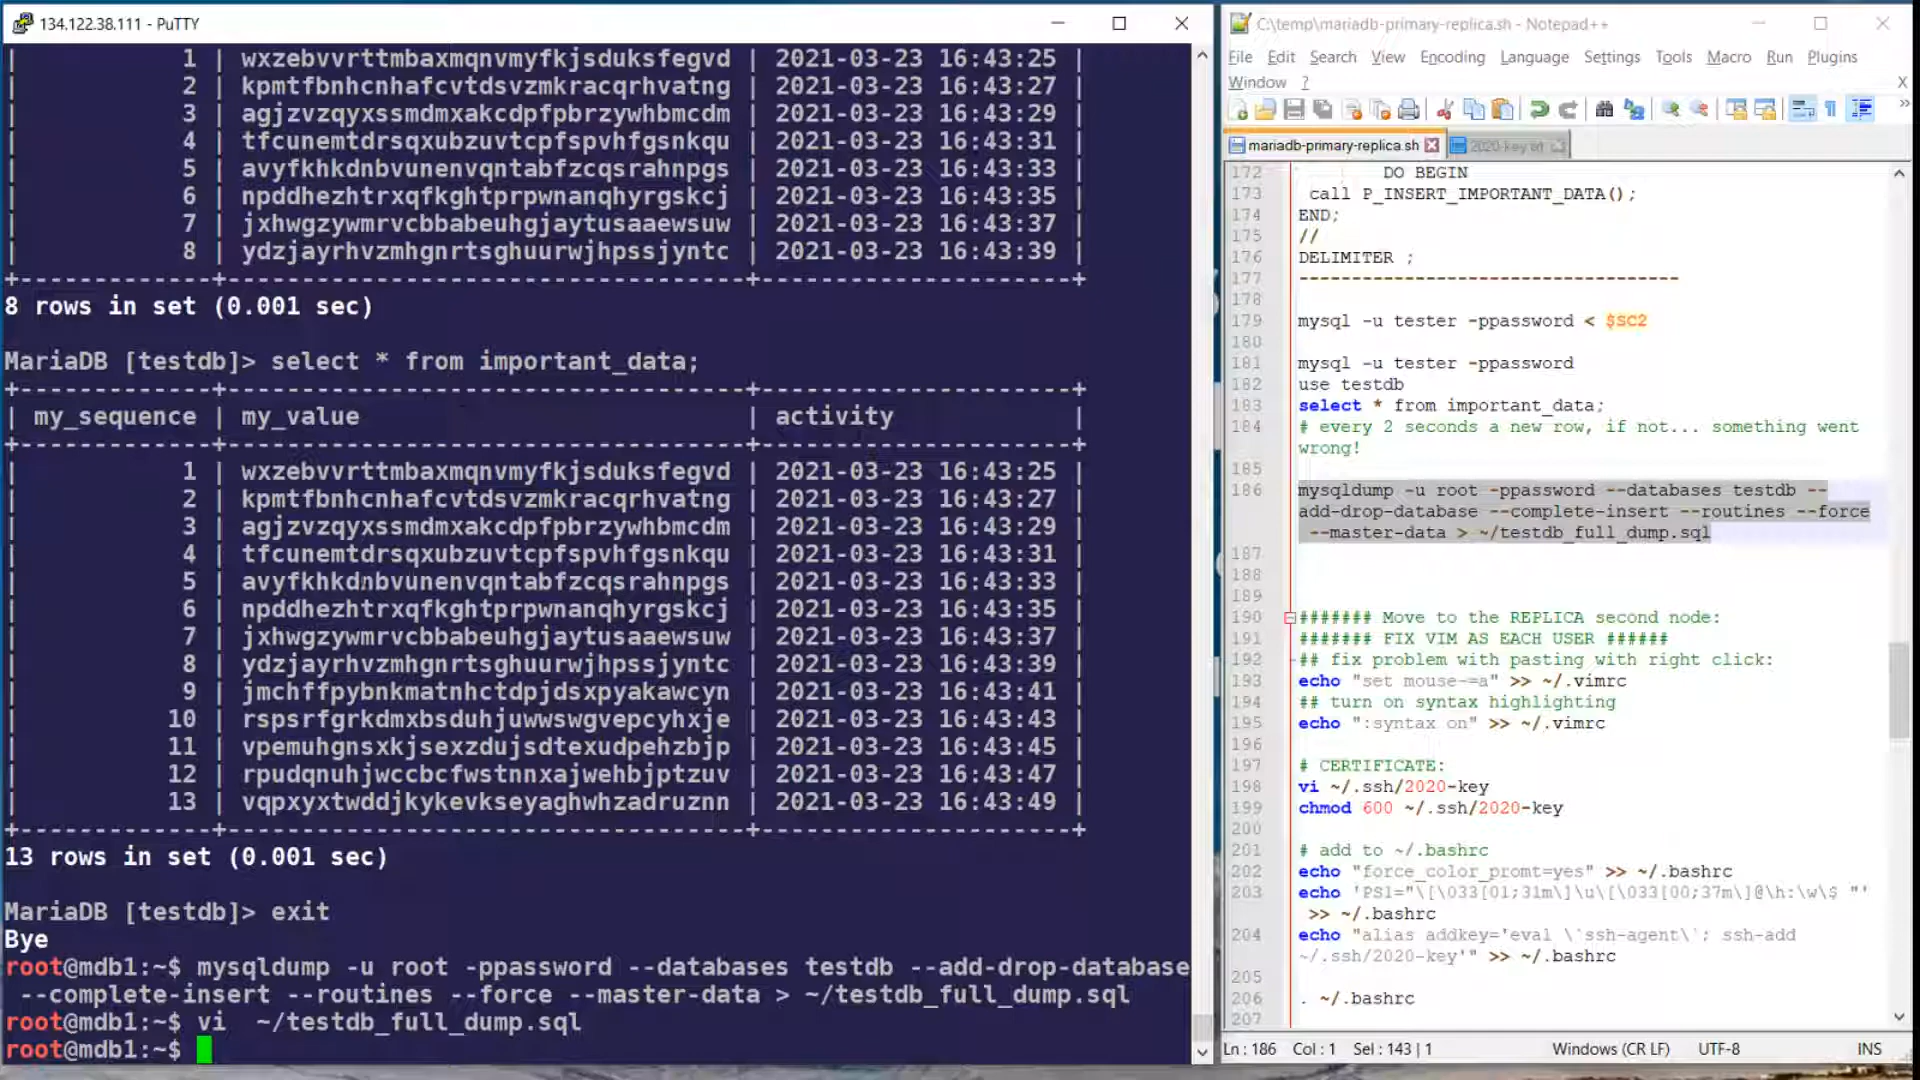 134.122.38.111 - PuTTY
| 1 | wxzebvvrttmbaxmqnvmyfkjsduksfegvd | 2021-03-23 16:43:25 |
| 2 | kpmtfbnhcnhafcvtdsvzmkracqrhvatng | 2021-03-23 16:43:27 |
| 3 | agjzvzqyxssmdmxakcdpfpbrzywhbmcdm | 2021-03-23 16:43:29 |
| 4 | tfcunemtdrsqxubzuvtcpfspvhfgsnkqu | 2021-03-23 16:43:31 |
| 5 | avyfkhkdnbvunenvqntabfzcqsrahnpgs | 2021-03-23 16:43:33 |
| 6 | npddhezhtrxqfkghtprpwnanqhyrgskcj | 2021-03-23 16:43:35 |
| 7 | jxhwgzywmrvcbbabeuhgjaytusaaewsuw | 2021-03-23 16:43:37 |
| 8 | ydzjayrhvzmhgnrtsghuurwjhpssjyntc | 2021-03-23 16:43:39 |
+-------------+-----------------------------------+---------------------+
8 rows in set (0.001 sec)
MariaDB [testdb]> select * from important_data;
+-------------+-----------------------------------+---------------------+
| my_sequence | my_value | activity |
+-------------+-----------------------------------+---------------------+
| 1 | wxzebvvrttmbaxmqnvmyfkjsduksfegvd | 2021-03-23 16:43:25 |
| 2 | kpmtfbnhcnhafcvtdsvzmkracqrhvatng | 2021-03-23 16:43:27 |
| 3 | agjzvzqyxssmdmxakcdpfpbrzywhbmcdm | 2021-03-23 16:43:29 |
| 4 | tfcunemtdrsqxubzuvtcpfspvhfgsnkqu | 2021-03-23 16:43:31 |
| 5 | avyfkhkdnbvunenvqntabfzcqsrahnpgs | 2021-03-23 16:43:33 |
| 6 | npddhezhtrxqfkghtprpwnanqhyrgskcj | 2021-03-23 16:43:35 |
| 7 | jxhwgzywmrvcbbabeuhgjaytusaaewsuw | 2021-03-23 16:43:37 |
| 8 | ydzjayrhvzmhgnrtsghuurwjhpssjyntc | 2021-03-23 16:43:39 |
| 9 | jmchffpybnkmatnhctdpjdsxpyakawcyn | 2021-03-23 16:43:41 |
| 10 | rspsrfgrkdmxbsduhjuwwswgvepcyhxje | 2021-03-23 16:43:43 |
| 11 | vpemuhgnsxkjsexzdujsdtexudpehzbjp | 2021-03-23 16:43:45 |
| 12 | rpudqnuhjwccbcfwstnnxajwehbjptzuv | 2021-03-23 16:43:47 |
| 13 | vqpxyxtwddjkykevkseyaghwhzadruznn | 2021-03-23 16:43:49 |
+-------------+-----------------------------------+---------------------+
13 rows in set (0.001 sec)
MariaDB [testdb]> exit
Bye
root@mdb1:~$ mysqldump -u root -ppassword --databases testdb --add-drop-database
--complete-insert --routines --force --master-data > ~/testdb_full_dump.sql
root@mdb1:~$ vi ~/testdb_full_dump.sql
root@mdb1:~$
C:\temp\mariadb-primary-replica.sh - Notepad++
File Edit Search View Encoding Language Settings Tools Macro Run Plugins
Window ? X
mariadb-primary-replica.sh 2020-key.txt
172 DO BEGIN
173 call P_INSERT_IMPORTANT_DATA();
174 END;
175 //
176 DELIMITER ;
177 ------------------------------------
178
179 mysql -u tester -ppassword < $SC2
180
181 mysql -u tester -ppassword
182 use testdb
183 select * from important_data;
184 # every 2 seconds a new row, if not... something went
wrong!
185
186 mysqldump -u root -ppassword --databases testdb --
add-drop-database --complete-insert --routines --force
--master-data > ~/testdb_full_dump.sql
187
188
189
190 ####### Move to the REPLICA second node:
191 ####### FIX VIM AS EACH USER ######
192 ## fix problem with pasting with right click:
193 echo "set mouse-=a" >> ~/.vimrc
194 ## turn on syntax highlighting
195 echo ":syntax on" >> ~/.vimrc
196
197 # CERTIFICATE:
198 vi ~/.ssh/2020-key
199 chmod 600 ~/.ssh/2020-key
200
201 # add to ~/.bashrc
202 echo "force_color_promt=yes" >> ~/.bashrc
203 echo 'PS1="\[\033[01;31m\]\u\[\033[00;37m\]@\h:\w\$ "'
>> ~/.bashrc
204 echo "alias addkey='eval \`ssh-agent\`; ssh-add
~/.ssh/2020-key'" >> ~/.bashrc
205
206 . ~/.bashrc
207
Ln : 186 Col : 1 Sel : 143 | 1 Windows (CR LF) UTF-8 INS